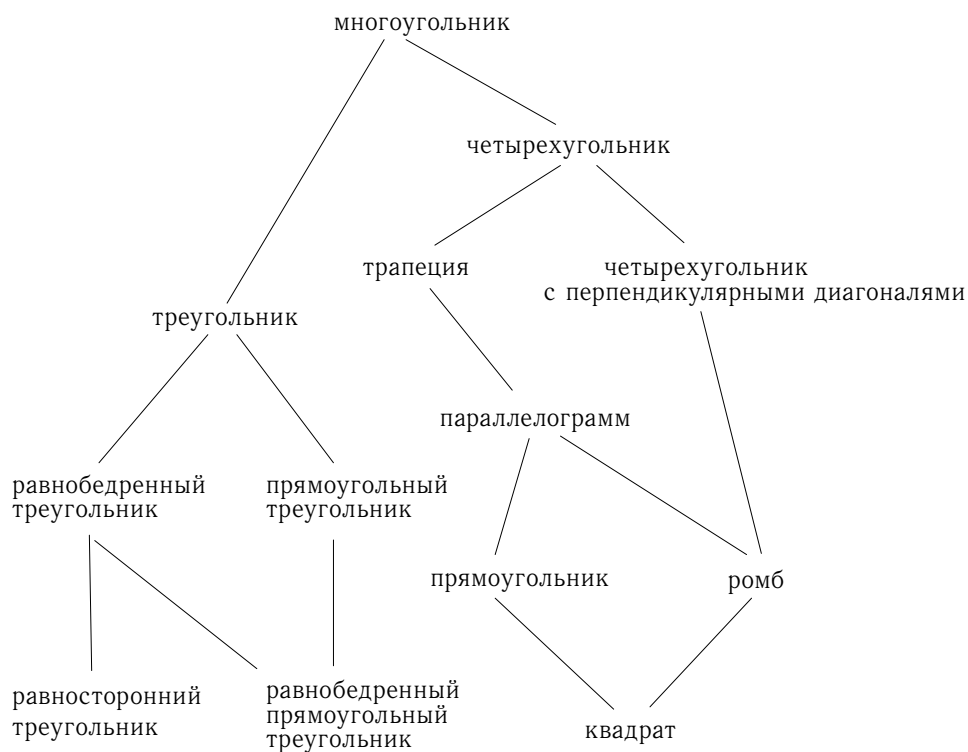 многоугольник
четырехугольник
трапеция
четырехугольник
с перпендикулярными диагоналями
треугольник
параллелограмм
равнобедренный
треугольник
прямоугольный
треугольник
прямоугольник
ромб
равносторонний
треугольник
равнобедренный
прямоугольный
треугольник
квадрат